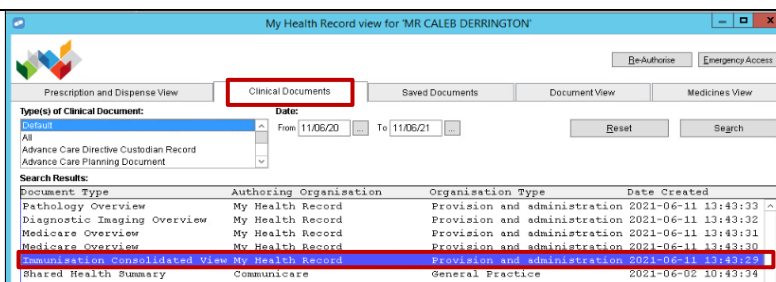 My Health Record view for 'MR CALEB DERRINGTON'
Re-Authorise Emergency Access
Prescription and Dispense View Clinical Documents Saved Documents Document View Medicines View
Type(s) of Clinical Document: Date:
Default
From 11/06/20 ... To 11/06/21 ... Reset Search
All
Advance Care Directive Custodian Record
Advance Care Planning Document
Search Results:
Document Type Authoring Organisation Organisation Type Date Created
Pathology Overview My Health Record Provision and administration 2021-06-11 13:43:33
Diagnostic Imaging Overview My Health Record Provision and administration 2021-06-11 13:43:32
Medicare Overview My Health Record Provision and administration 2021-06-11 13:43:31
Medicare Overview My Health Record Provision and administration 2021-06-11 13:43:30
Immunisation Consolidated View My Health Record Provision and administration 2021-06-11 13:43:29
Shared Health Summary Communicare General Practice 2021-06-02 10:43:34